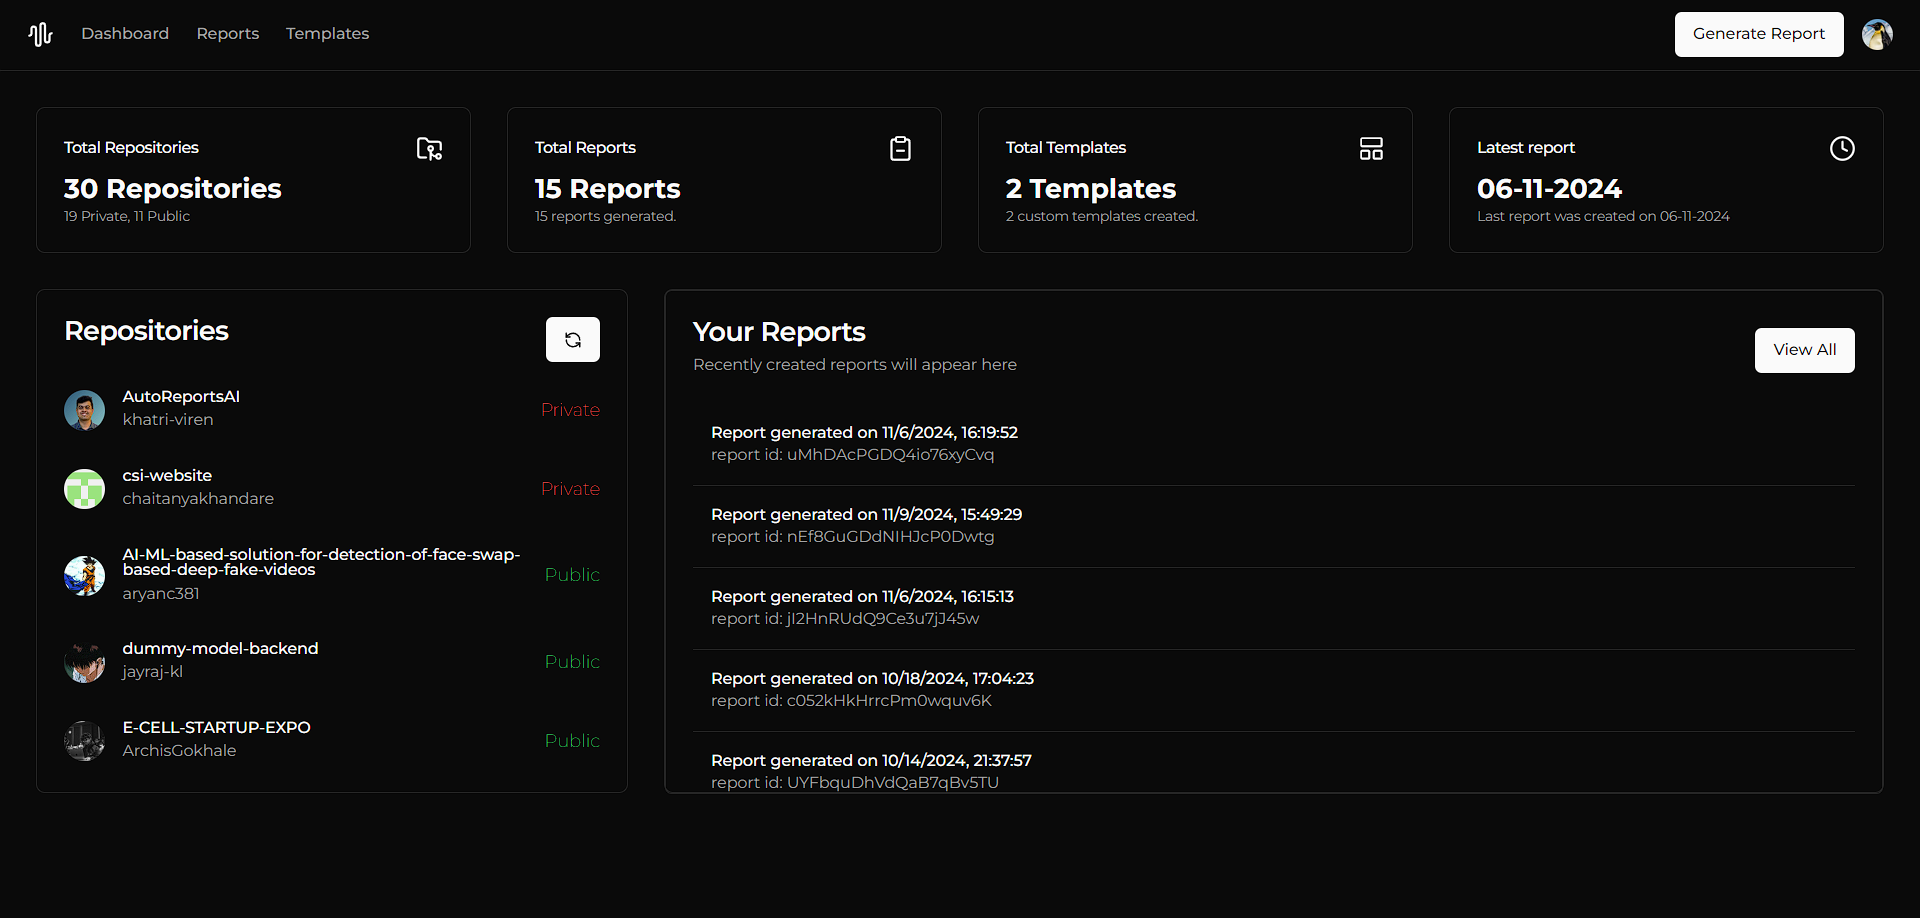 Dashboard
Reports
Templates
Generate Report
Total Repositories
30 Repositories
19 Private, 11 Public
Total Reports
15 Reports
15 reports generated.
Total Templates
2 Templates
2 custom templates created.
Latest report
06-11-2024
Last report was created on 06-11-2024
Repositories
AutoReportsAI
khatri-viren
Private
csi-website
chaitanyakhandare
Private
AI-ML-based-solution-for-detection-of-face-swap-
based-deep-fake-videos
aryanc381
Public
dummy-model-backend
jayraj-kl
Public
E-CELL-STARTUP-EXPO
ArchisGokhale
Public
Your Reports
Recently created reports will appear here
View All
Report generated on 11/6/2024, 16:19:52
report id: uMhDAcPGDQ4io76xyCvq
Report generated on 11/9/2024, 15:49:29
report id: nEf8GuGDdNIHJcP0Dwtg
Report generated on 11/6/2024, 16:15:13
report id: jI2HnRUdQ9Ce3u7jJ45w
Report generated on 10/18/2024, 17:04:23
report id: c052kHkHrrcPm0wquv6K
Report generated on 10/14/2024, 21:37:57
report id: UYFbquDhVdQaB7qBv5TU